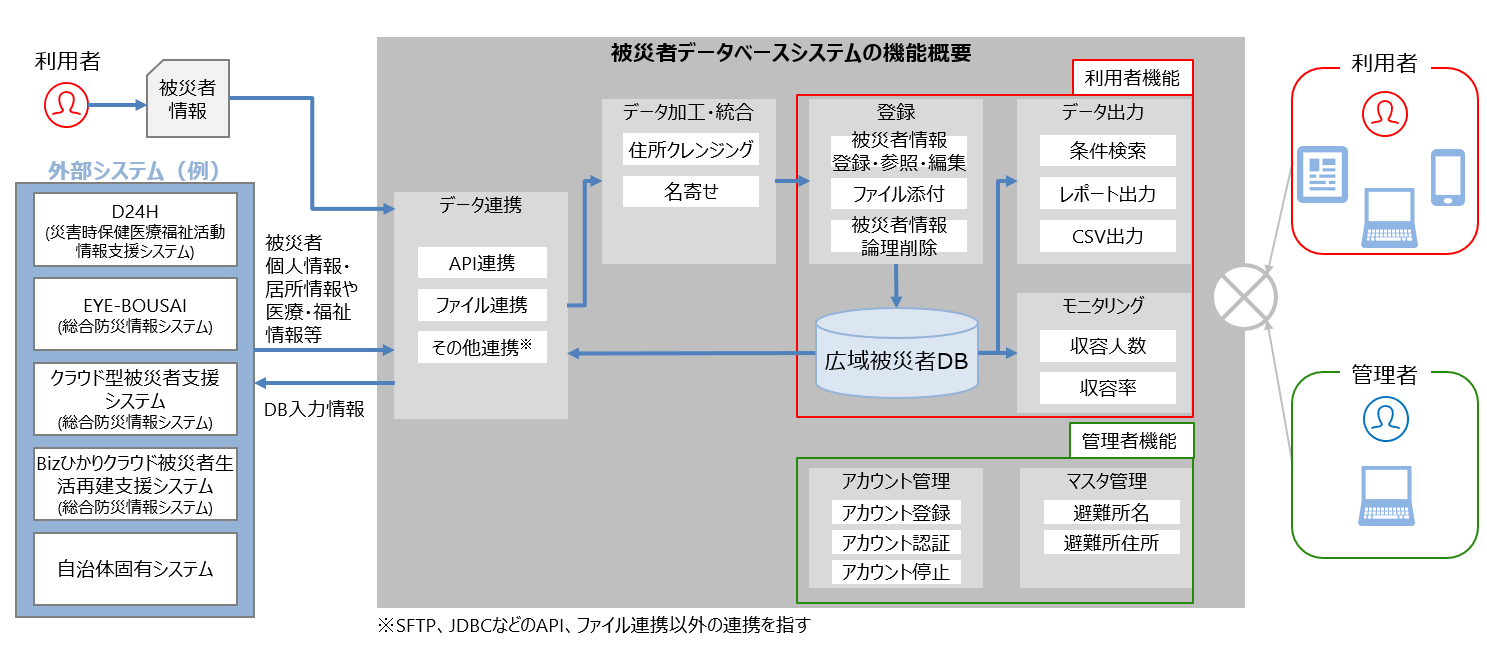 被災者データベースシステムの機能概要
利用者
被災者
情報
外部システム（例）
D24H
(災害時保健医療福祉活動
情報支援システム)
EYE-BOUSAI
(総合防災情報システム)
クラウド型被災者支援
システム
(総合防災情報システム)
Bizひかりクラウド被災者生
活再建支援システム
(総合防災情報システム)
自治体固有システム
被災者
個人情報・
居所情報や
医療・福祉
情報等
DB入力情報
データ連携
API連携
ファイル連携
その他連携※
データ加工・統合
住所クレンジング
名寄せ
利用者機能
登録
被災者情報
登録・参照・編集
ファイル添付
被災者情報
論理削除
広域被災者DB
データ出力
条件検索
レポート出力
CSV出力
モニタリング
収容人数
収容率
管理者機能
アカウント管理
アカウント登録
アカウント認証
アカウント停止
マスタ管理
避難所名
避難所住所
利用者
管理者
※SFTP、JDBCなどのAPI、ファイル連携以外の連携を指す